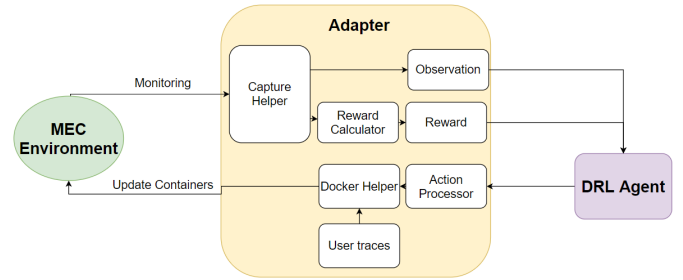 Adapter
Monitoring
Capture
Helper
Observation
Reward
Calculator
Reward
MEC
Environment
Update Containers
Docker Helper
Action
Processor
DRL Agent
User traces